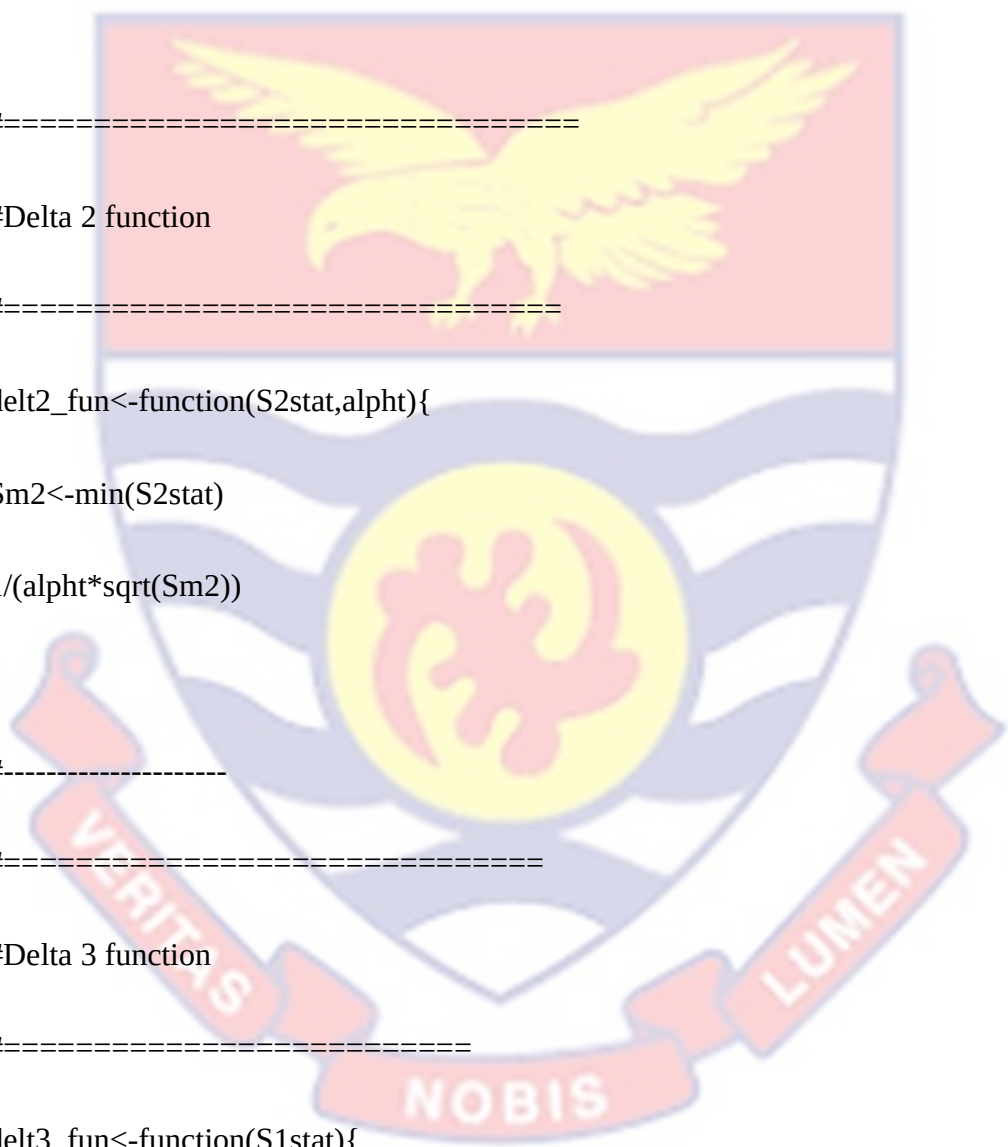 #================================
#Delta 2 function
#===============================
delt2_fun<-function(S2stat,alpht){
Sm2<-min(S2stat)
1/(alpht*sqrt(Sm2))
#---------------------
#==============================
#Delta 3 function
#==========================
delt3_fun<-function(S1stat){
VERITAS
NOBIS
LUMEN